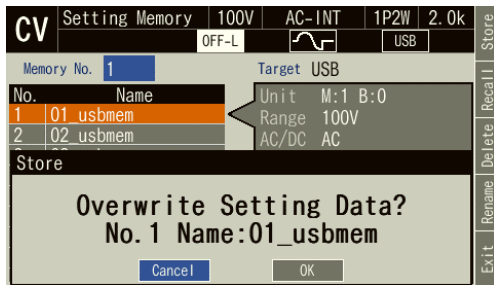 CV Setting Memory 100V AC-INT 1P2W 2.0k
OFF-L USB
Memory No. 1 Target USB
No. Name
1 01_usbmem
2 02_usbmem
Unit M:1 B:0
Range 100V
AC/DC AC
Store
Overwrite Setting Data?
No.1 Name:01_usbmem
Cancel OK
Store
Recall
Delete
Rename
Exit